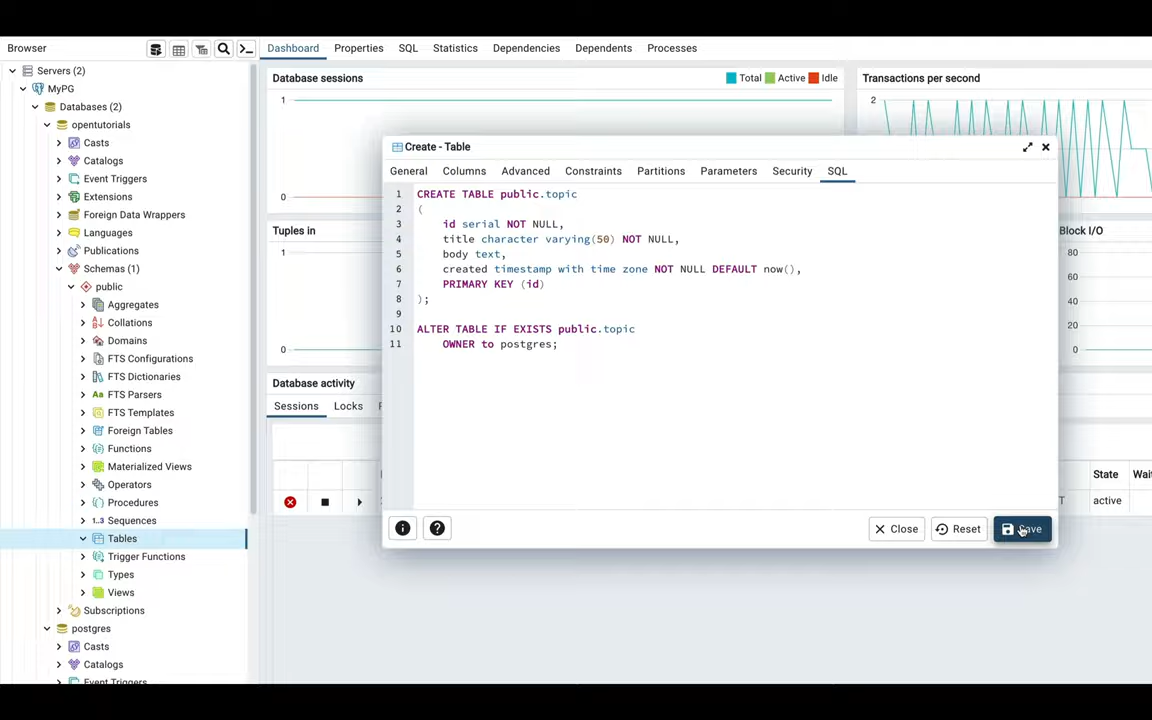 Browser
Dashboard Properties SQL Statistics Dependencies Dependents Processes
Servers (2)
MyPG
Databases (2)
opentutorials
Casts
Catalogs
Event Triggers
Extensions
Foreign Data Wrappers
Languages
Publications
Schemas (1)
public
Aggregates
Collations
Domains
FTS Configurations
FTS Dictionaries
Aa FTS Parsers
FTS Templates
Foreign Tables
Functions
Materialized Views
Operators
Procedures
1..3 Sequences
Tables
Trigger Functions
Types
Views
Subscriptions
postgres
Casts
Catalogs
Event Triggers
Database sessions
Total Active Idle
1
0
Transactions per second
2
Tuples in
1
0
Block I/O
80
60
40
20
0
Database activity
Sessions Locks
State
active
Create - Table
General Columns Advanced Constraints Partitions Parameters Security SQL
1 CREATE TABLE public.topic
2 (
3 id serial NOT NULL,
4 title character varying(50) NOT NULL,
5 body text,
6 created timestamp with time zone NOT NULL DEFAULT now(),
7 PRIMARY KEY (id)
8 );
9
10 ALTER TABLE IF EXISTS public.topic
11 OWNER to postgres;
Close Reset Save